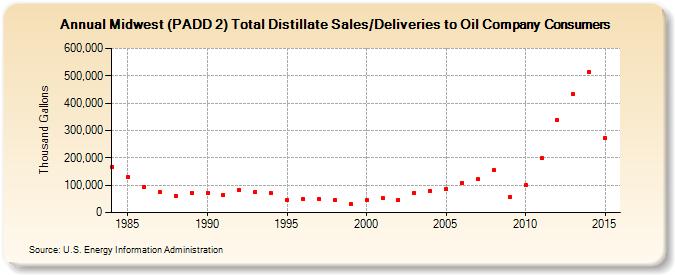 Annual Midwest (PADD 2) Total Distillate Sales/Deliveries to Oil Company Consumers
Thousand Gallons
600,000
500,000
400,000
300,000
200,000
100,000
0
1985 1990 1995 2000 2005 2010 2015
Source: U.S. Energy Information Administration